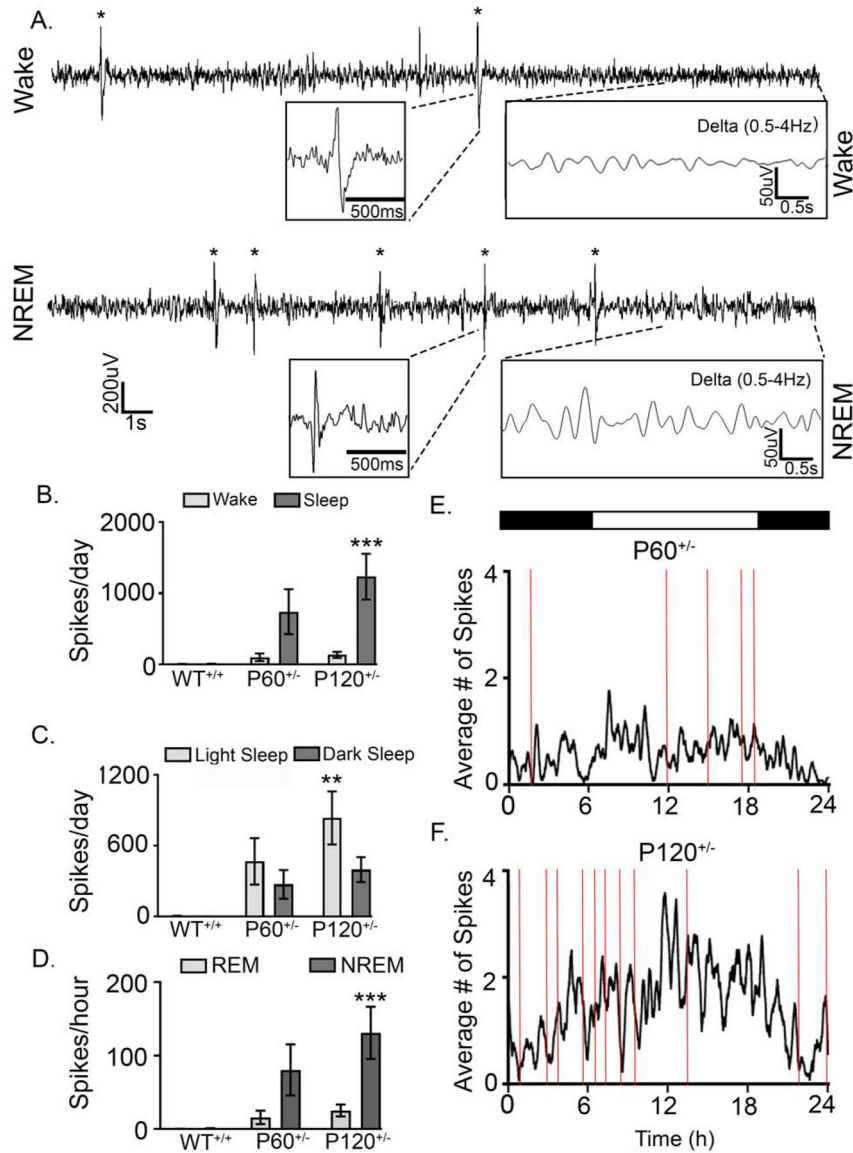 A.
* *
Wake
500ms
Delta (0.5-4Hz)
50uV
0.5s
Wake
* * * * *
NREM
200uV
1s
500ms
Delta (0.5-4Hz)
50uV
0.5s
NREM
B.
Wake Sleep
2000
1000
0
Spikes/day
***
WT+/+ P60+/- P120+/-
C.
Light Sleep Dark Sleep
1200
600
0
Spikes/day
**
WT+/+ P60+/- P120+/-
D.
REM NREM
200
100
0
Spikes/hour
***
WT+/+ P60+/- P120+/-
E.
P60+/-
Average # of Spikes
4
2
0
0 6 12 18 24
F.
P120+/-
Average # of Spikes
4
2
0
0 6 12 18 24
Time (h)